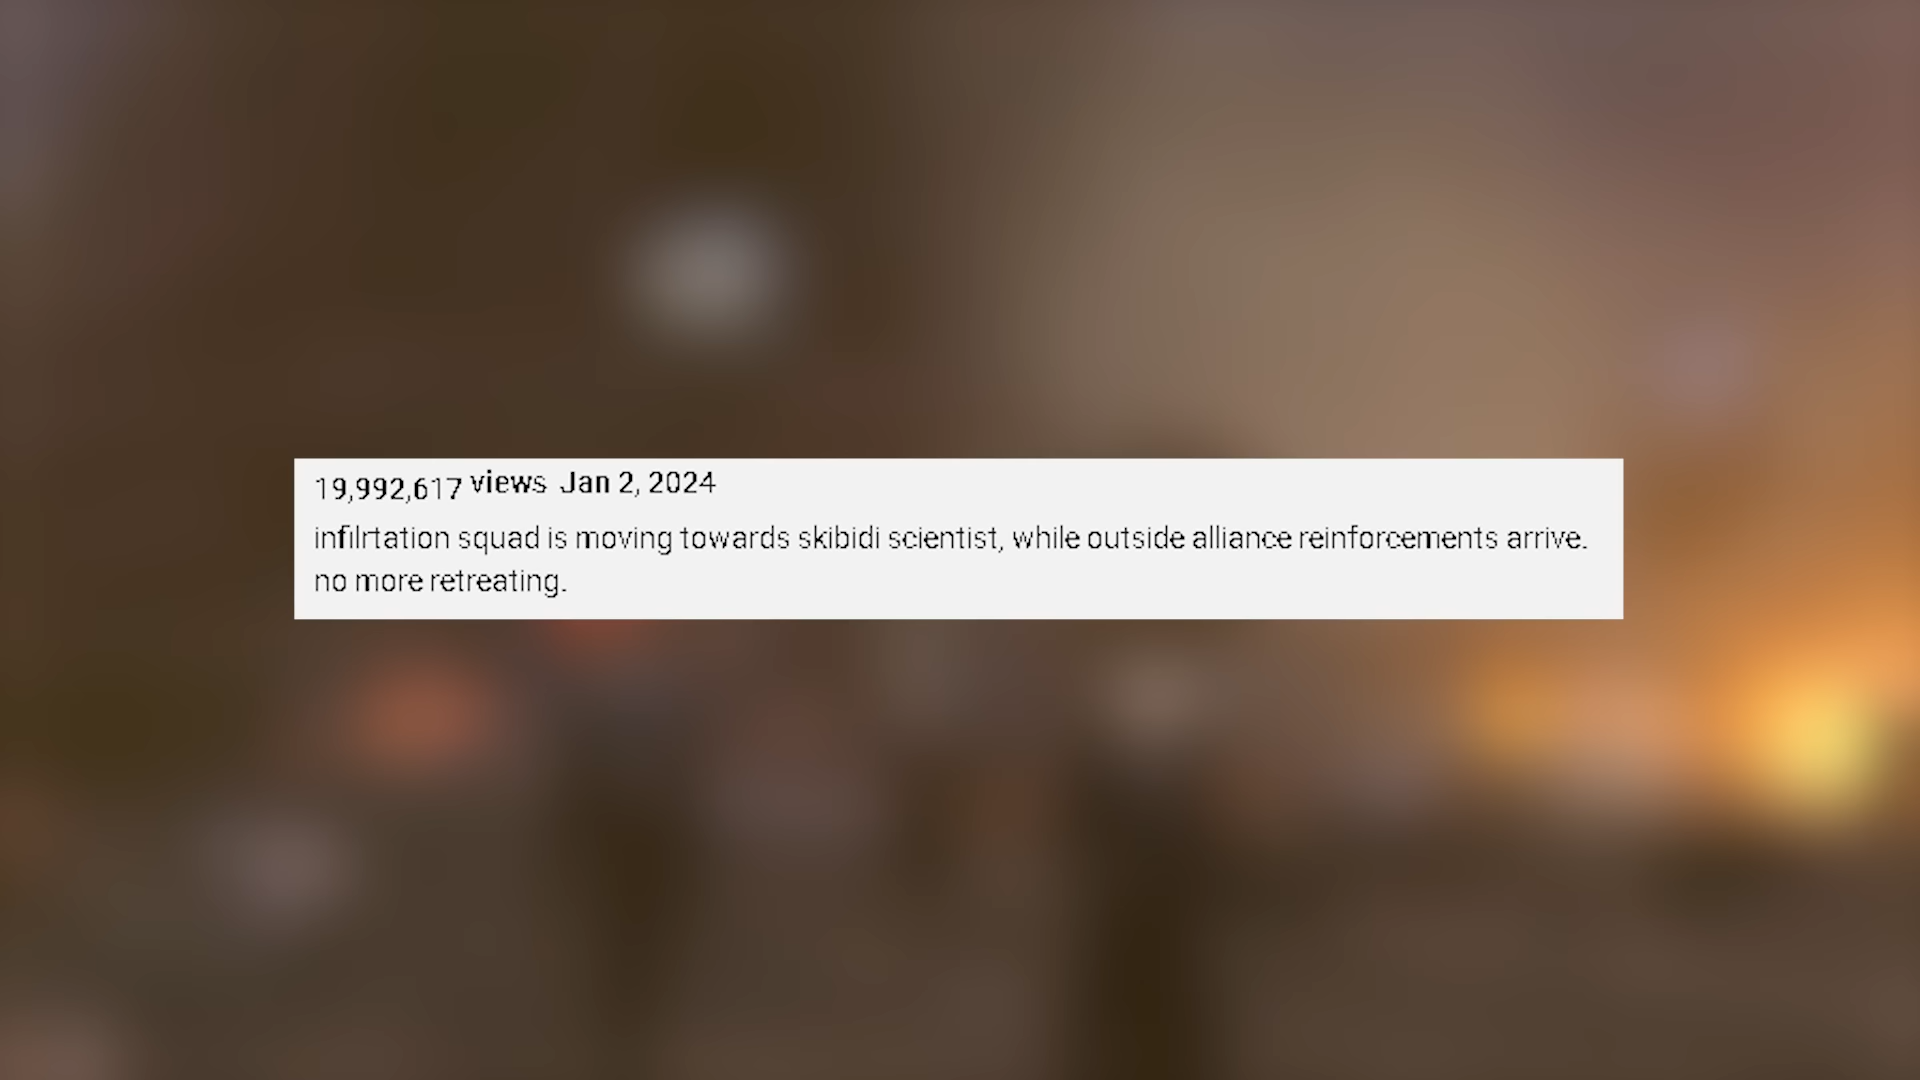 19,992,617 views Jan 2, 2024
infilrtation squad is moving towards skibidi scientist, while outside alliance reinforcements arrive.
no more retreating.